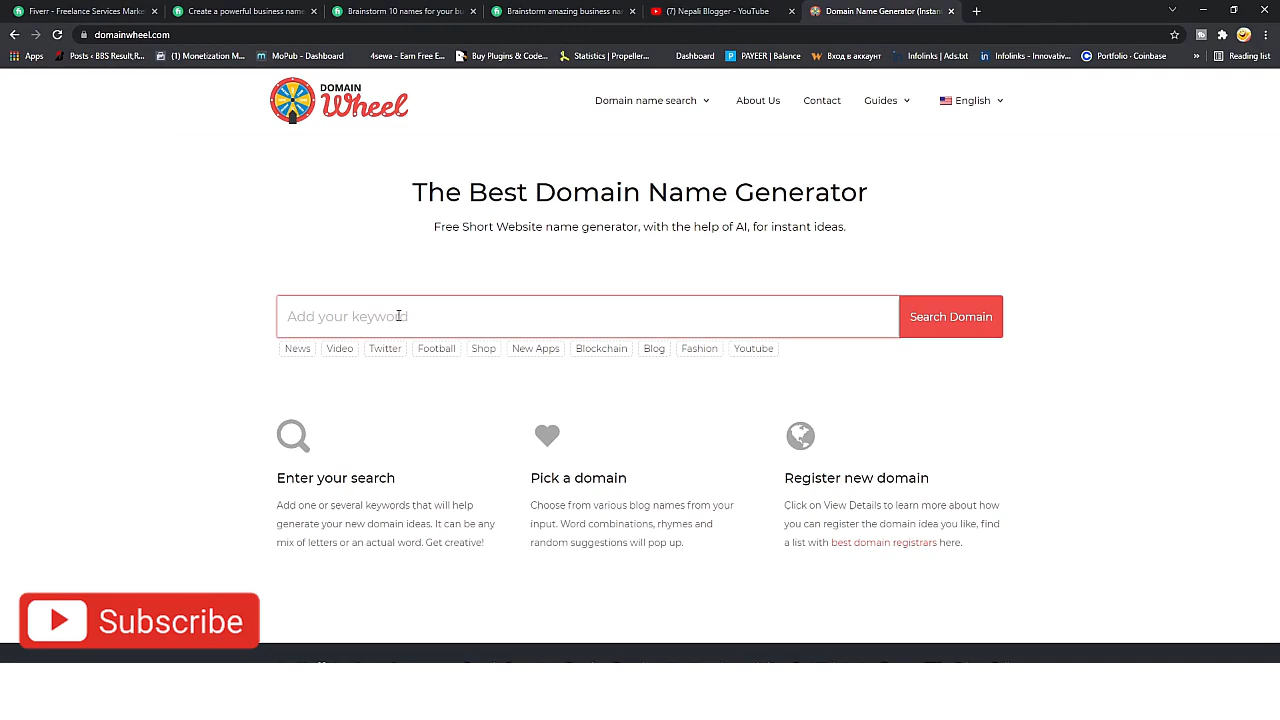 Fiverr - Freelance Services Marke
Create a powerful business name
Brainstorm 10 names for your bu
Brainstorm amazing business na
(7) Nepali Blogger - YouTube
Domain Name Generator (Instan
domainwheel.com
Apps
Posts ‹ BBS Result,R...
(1) Monetization M...
MoPub - Dashboard
4sewa - Earn Free E...
Buy Plugins & Code...
Statistics | Propeller...
Dashboard
PAYEER | Balance
Вход в аккаунт
Infolinks | Ads.txt
Infolinks - Innovativ...
Portfolio - Coinbase
»
Reading list
DOMAIN
Wheel
Domain name search
About Us
Contact
Guides
English
The Best Domain Name Generator
Free Short Website name generator, with the help of AI, for instant ideas.
Add your keyword
Search Domain
News
Video
Twitter
Football
Shop
New Apps
Blockchain
Blog
Fashion
Youtube
Enter your search
Add one or several keywords that will help
generate your new domain ideas. It can be any
mix of letters or an actual word. Get creative!
Pick a domain
Choose from various blog names from your
input. Word combinations, rhymes and
random suggestions will pop up.
Register new domain
Click on View Details to learn more about how
you can register the domain idea you like, find
a list with best domain registrars here.
Subscribe